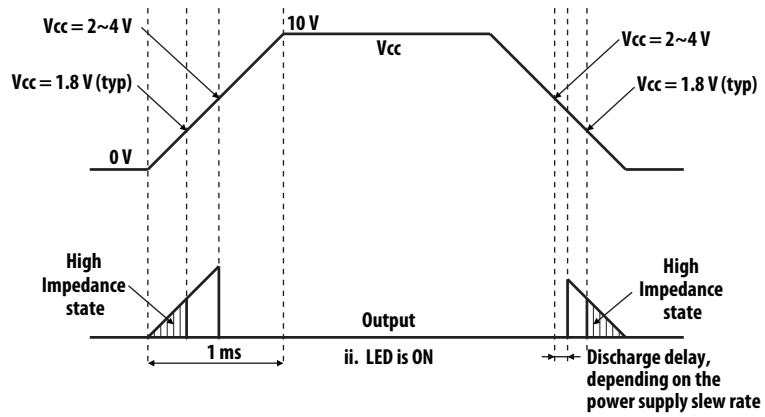 10 V
Vcc = 2~4 V
Vcc
Vcc = 2~4 V
Vcc = 1.8 V (typ)
Vcc = 1.8 V (typ)
0 V
High
Impedance
state
High
Impedance
state
Output
1 ms
ii. LED is ON
Discharge delay,
depending on the
power supply slew rate